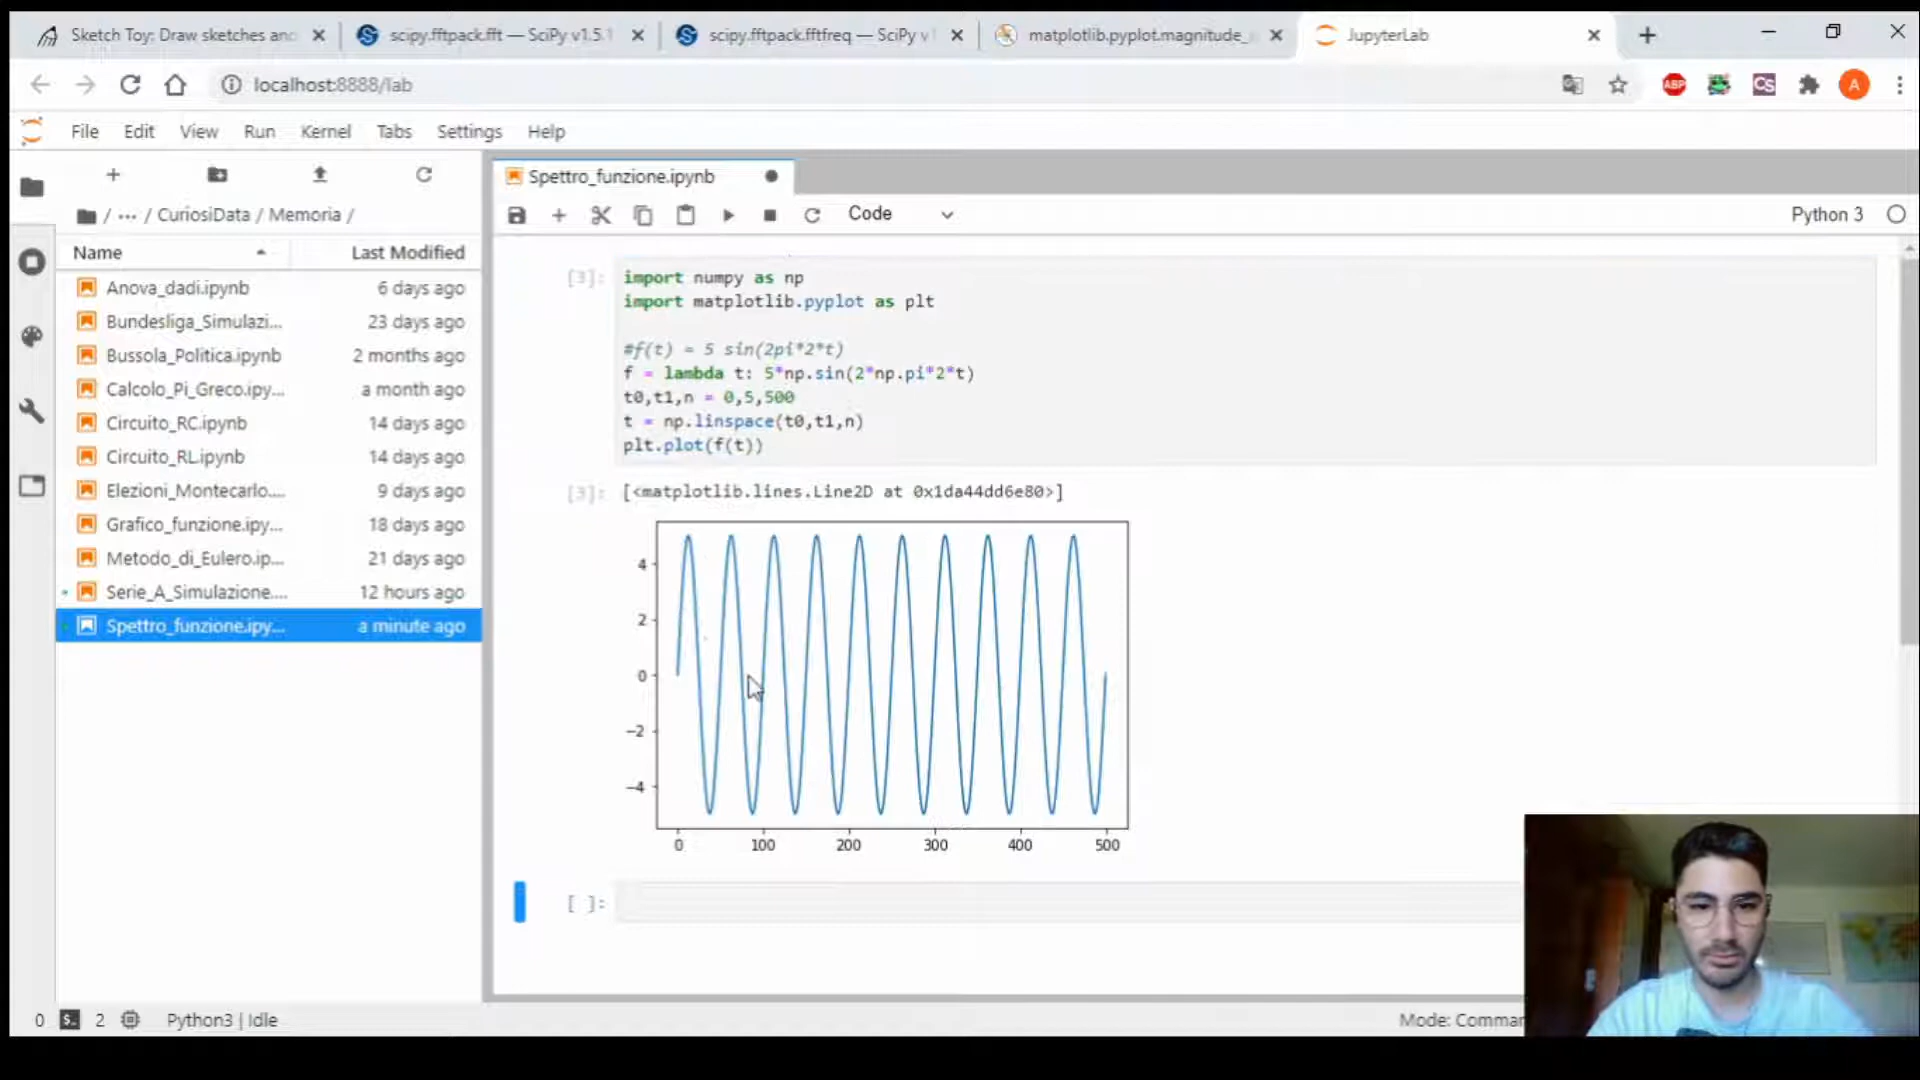 Sketch Toy: Draw sketches and
scipy.fftpack.fft — SciPy v1.5.1
scipy.fftpack.fftfreq — SciPy v1
matplotlib.pyplot.magnitude_
JupyterLab
localhost:8888/lab
ABP
CS
A
File Edit View Run Kernel Tabs Settings Help
/ ··· / CuriosiData / Memoria /
Name Last Modified
Anova_dadi.ipynb 6 days ago
Bundesliga_Simulazi... 23 days ago
Bussola_Politica.ipynb 2 months ago
Calcolo_Pi_Greco.ipy... a month ago
Circuito_RC.ipynb 14 days ago
Circuito_RL.ipynb 14 days ago
Elezioni_Montecarlo.... 9 days ago
Grafico_funzione.ipy... 18 days ago
Metodo_di_Eulero.ip... 21 days ago
Serie_A_Simulazione.... 12 hours ago
Spettro_funzione.ipy... a minute ago
Spettro_funzione.ipynb
Code
Python 3
[3]:
import numpy as np
import matplotlib.pyplot as plt
#f(t) = 5 sin(2pi*2*t)
f = lambda t: 5*np.sin(2*np.pi*2*t)
t0,t1,n = 0,5,500
t = np.linspace(t0,t1,n)
plt.plot(f(t))
[3]: [<matplotlib.lines.Line2D at 0x1da44dd6e80>]
4
2
0
−2
−4
0 100 200 300 400 500
[ ]:
0 $_ 2 Python3 | Idle
Mode: Comman